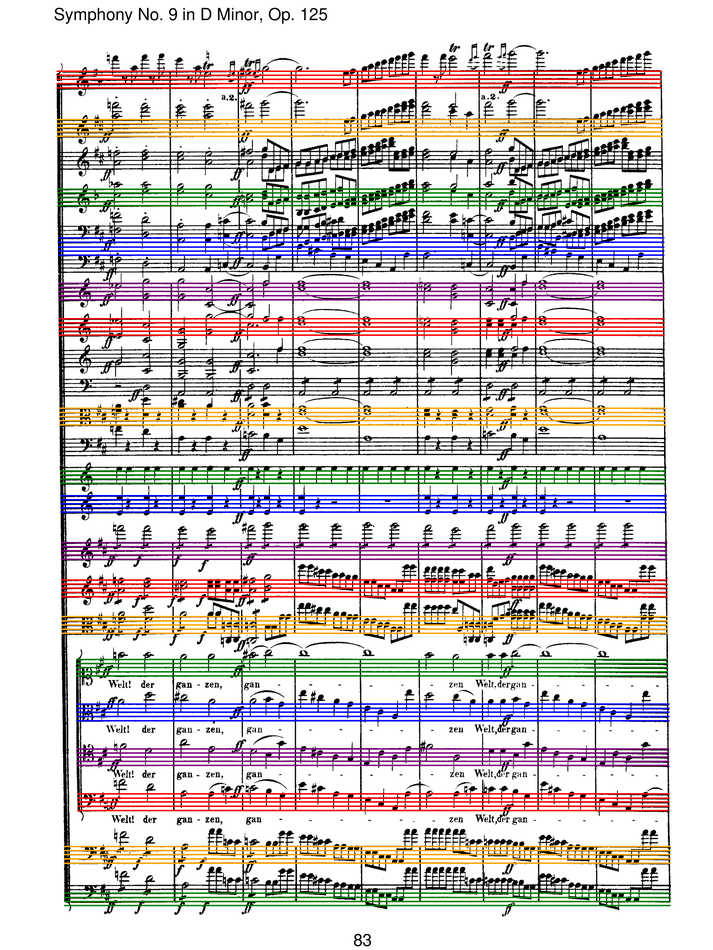 Symphony No. 9 in D Minor, Op. 125
a.2.
a.2.
Welt! der gan - zen, gan - - - - - - - zen Welt, der gan - - - -
Welt! der gan - zen, gan - - - - - - - zen Welt, der gan - - - -
Welt! der gan - zen, gan - - - - - - - zen Welt, der gan - - - -
Welt! der gan - zen, gan - - - - - - - zen Welt, der gan - - - -
83